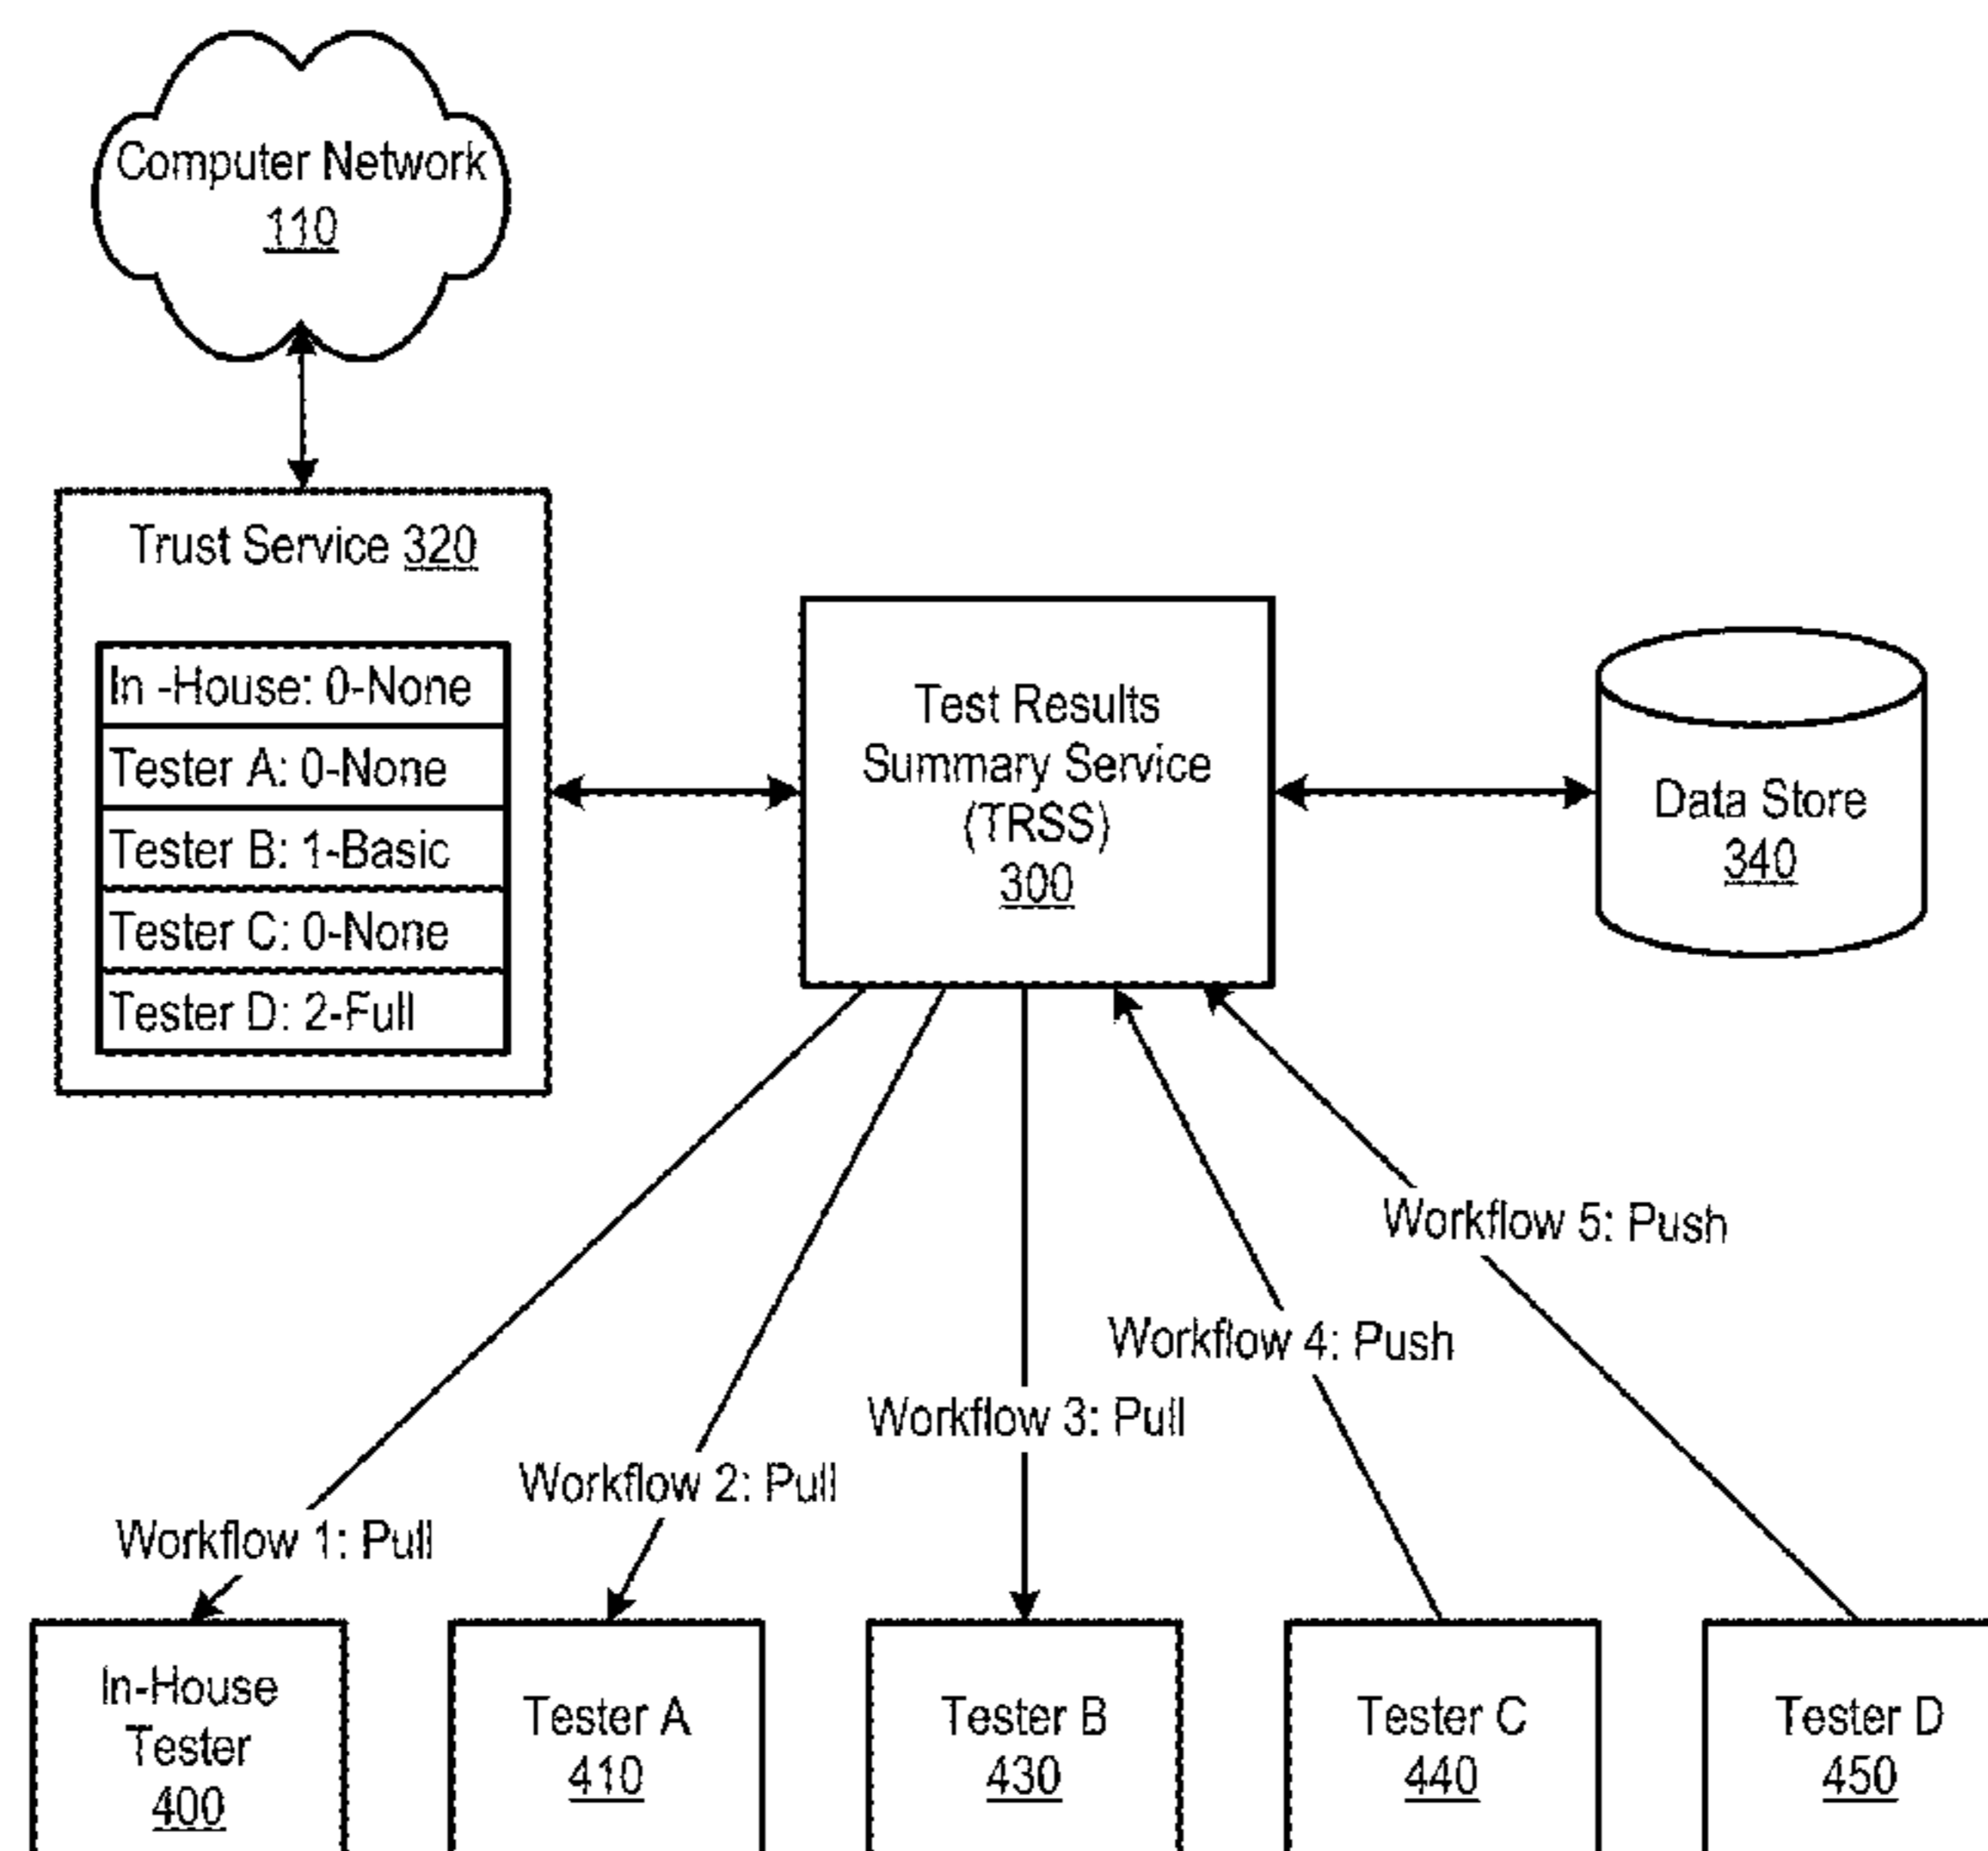 Computer Network
110
Trust Service 320
In -House: 0-None
Tester A: 0-None
Tester B: 1-Basic
Tester C: 0-None
Tester D: 2-Full
Test Results
Summary Service
(TRSS)
300
Data Store
340
Workflow 5: Push
Workflow 4: Push
Workflow 3: Pull
Workflow 2: Pull
Workflow 1: Pull
In-House
Tester
400
Tester A
410
Tester B
430
Tester C
440
Tester D
450